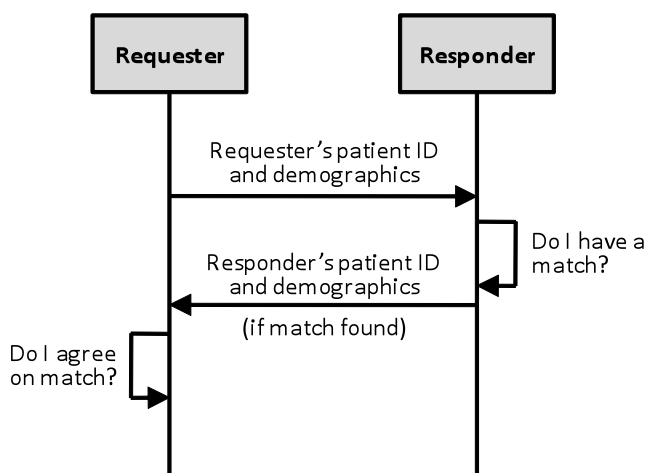 Requester
Responder
Requester’s patient ID
and demographics
Do I have a
match?
Responder’s patient ID
and demographics
(if match found)
Do I agree
on match?